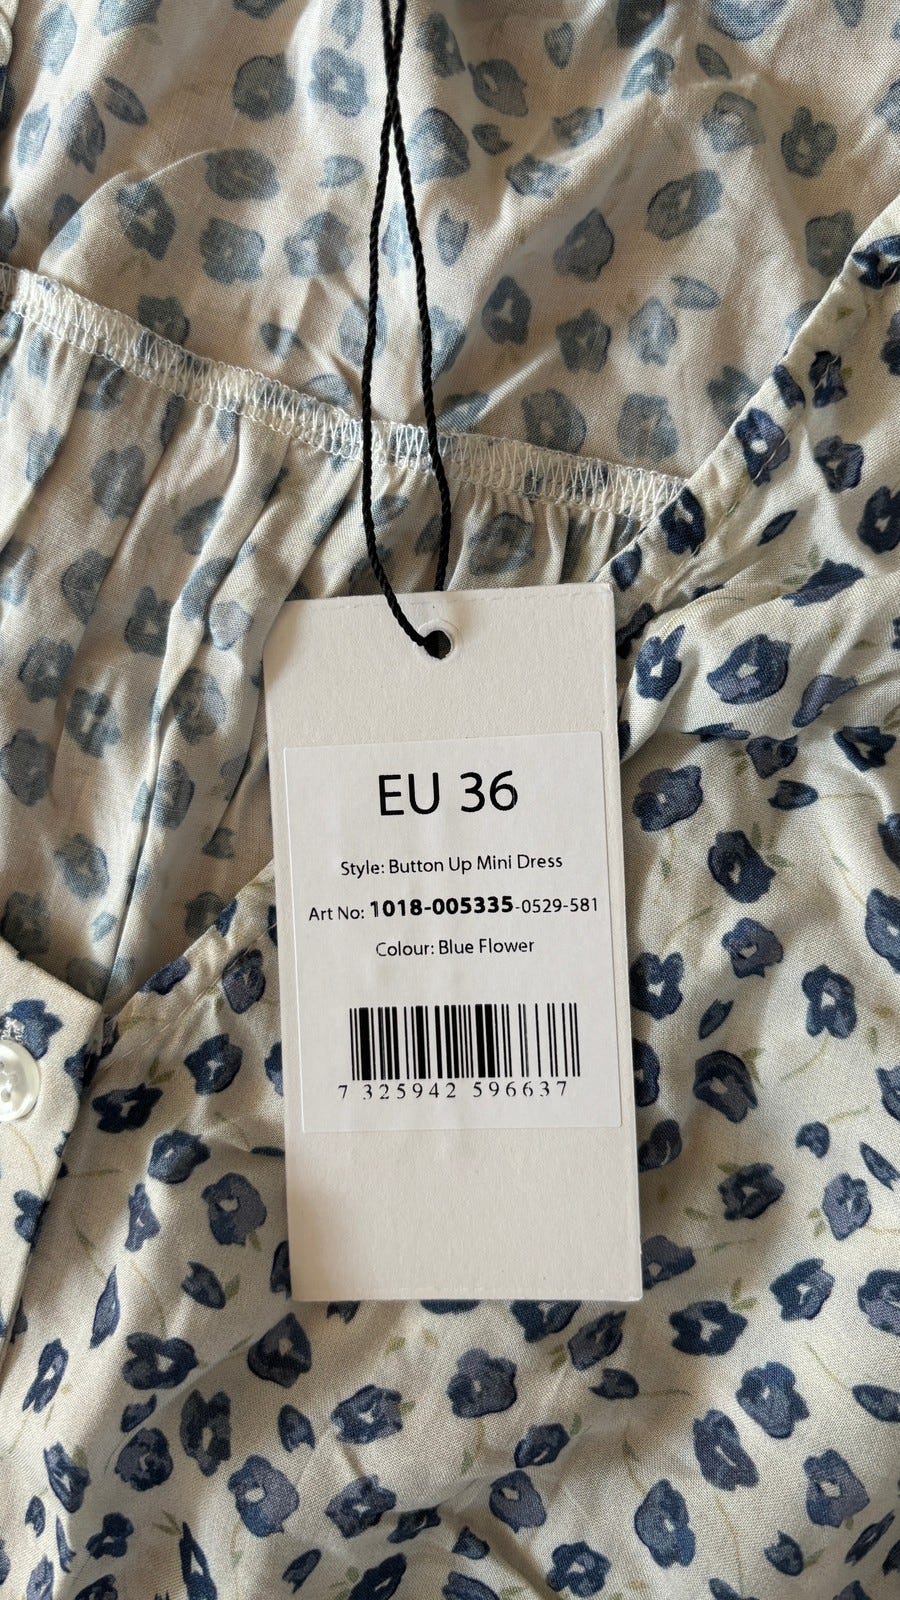 EU 36
Style: Button Up Mini Dress
Art No: 1018-005335-0529-581
Colour: Blue Flower
7 325942 596637